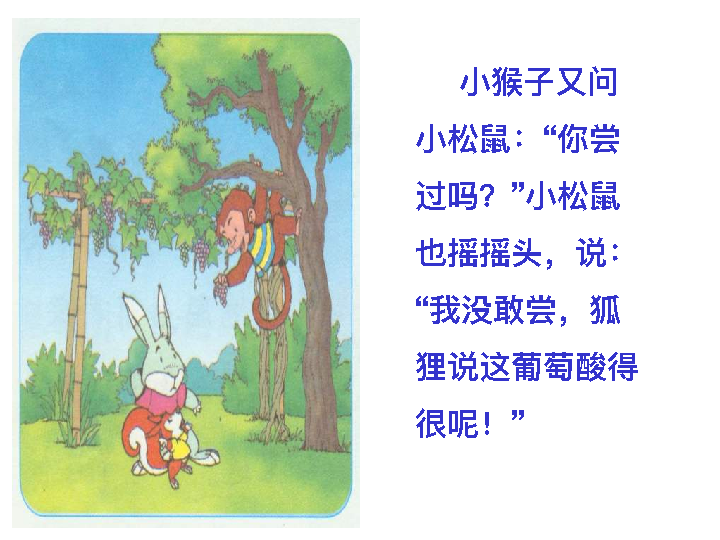 小猴子又问
小松鼠：“你尝
过吗？”小松鼠
也摇摇头，说：
“我没敢尝，狐
狸说这葡萄酸得
很呢！”